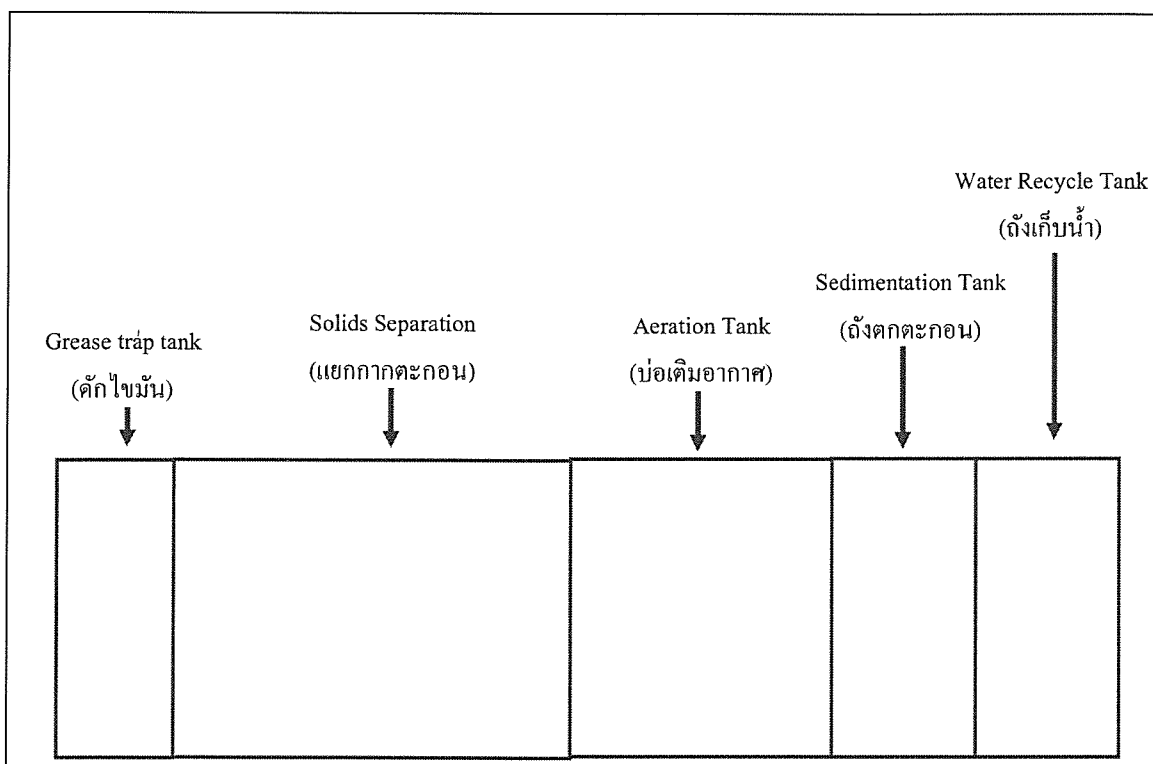 Water Recycle Tank
(ถังเก็บน้ำ)
Sedimentation Tank
(ถังตกตะกอน)
Aeration Tank
(บ่อเติมอากาศ)
Solids Separation
(แยกกากตะกอน)
Grease trap tank
(ดักไขมัน)